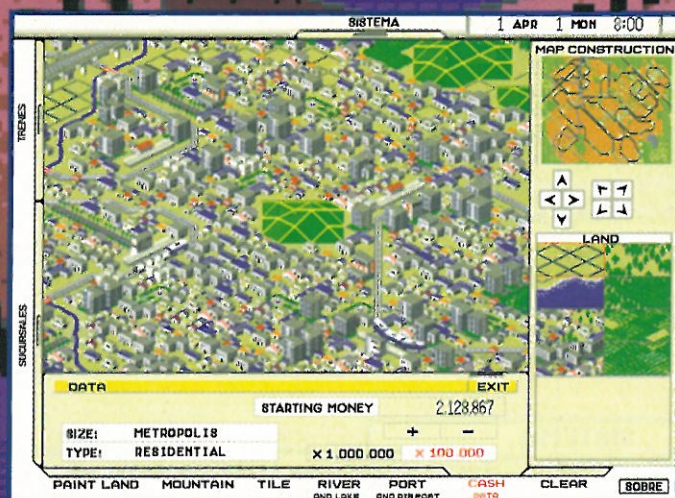 SISTEMA
1 APR 1 MON 8:00
MAP CONSTRUCTION
TRENES
SUCURSALES
LAND
DATA EXIT
STARTING MONEY 2.128.867
+ -
SIZE: METROPOLIS
TYPE: RESIDENTIAL
X 1.000.000 X 100.000
PAINT LAND MOUNTAIN TILE RIVER AND LAKE PORT AND AIRPORT CASH DATA CLEAR SOBRE